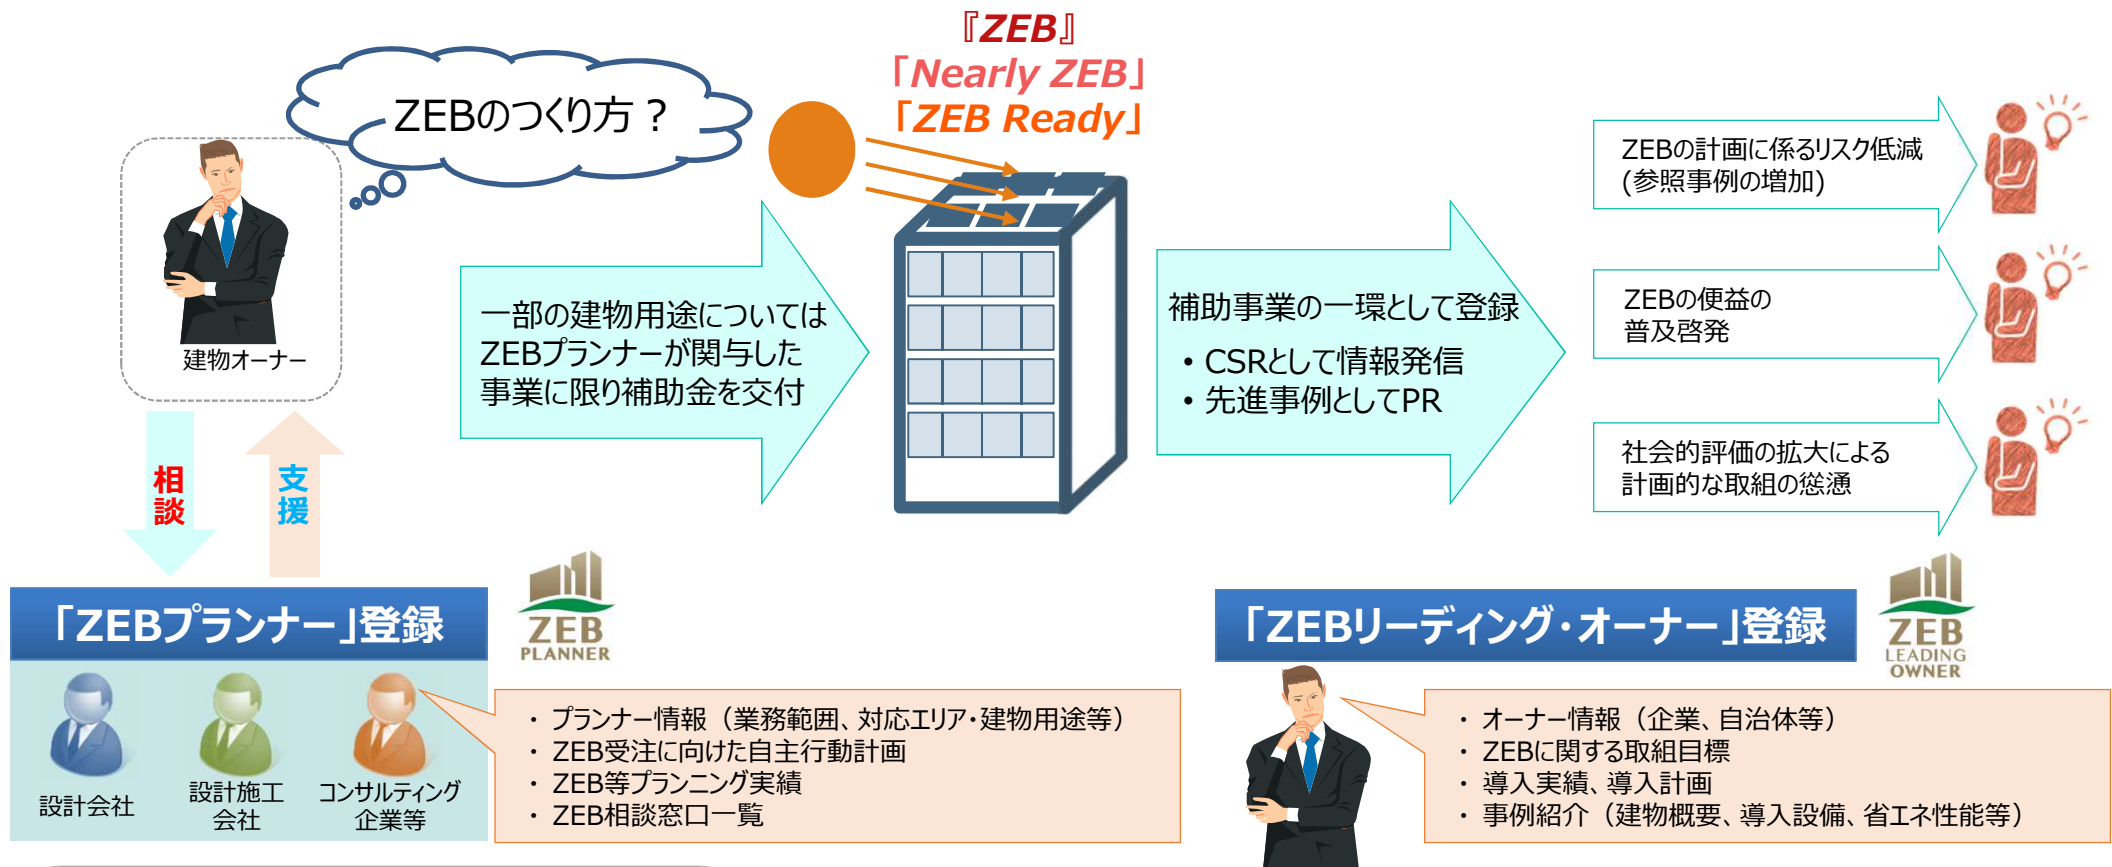 『ZEB』
「Nearly ZEB」
「ZEB Ready」
ZEBのつくり方？
建物オーナー
相談
支援
一部の建物用途については
ZEBプランナーが関与した
事業に限り補助金を交付
補助事業の一環として登録
・CSRとして情報発信
・先進事例としてPR
ZEBの計画に係るリスク低減
(参照事例の増加)
ZEBの便益の
普及啓発
社会的評価の拡大による
計画的な取組の慫慂
「ZEBプランナー」登録
ZEB
PLANNER
設計会社
設計施工
会社
コンサルティング
企業等
・ プランナー情報（業務範囲、対応エリア・建物用途等）
・ ZEB受注に向けた自主行動計画
・ ZEB等プランニング実績
・ ZEB相談窓口一覧
「ZEBリーディング・オーナー」登録
ZEB
LEADING
OWNER
・ オーナー情報（企業、自治体等）
・ ZEBに関する取組目標
・ 導入実績、導入計画
・ 事例紹介（建物概要、導入設備、省エネ性能等）